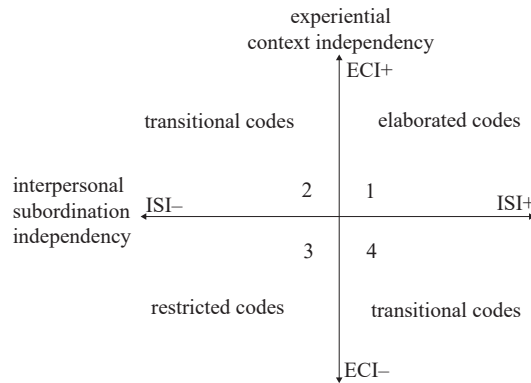 experiential
context independency
ECI+
transitional codes
elaborated codes
interpersonal
subordination
independency
ISI–
2
1
ISI+
3
4
restricted codes
transitional codes
ECI–